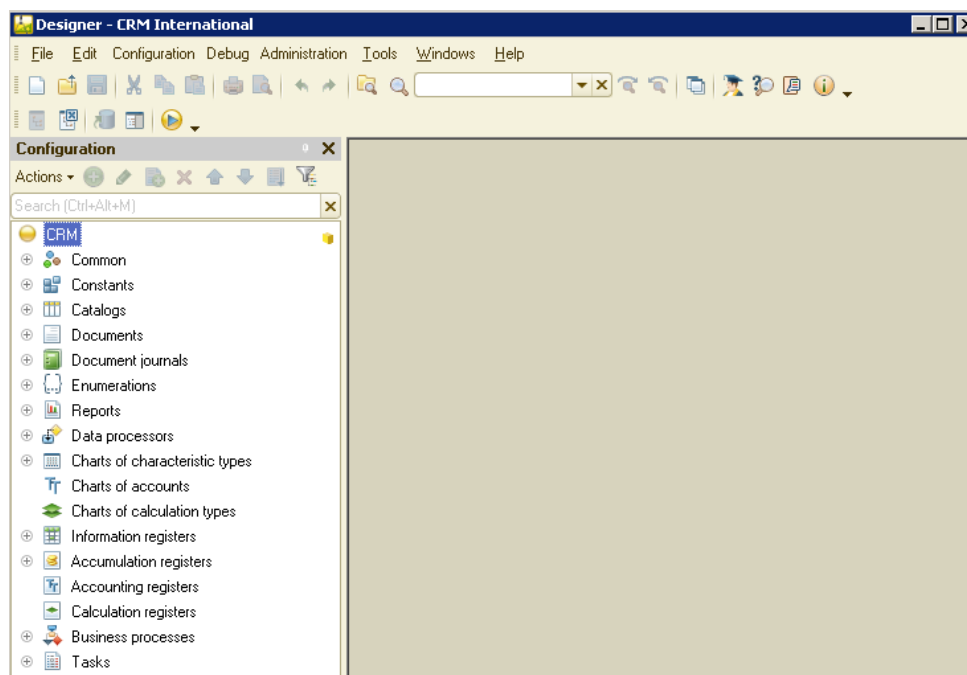 Designer - CRM International
File Edit Configuration Debug Administration Tools Windows Help
Configuration
Actions
Search (Ctrl+Alt+M)
CRM
Common
Constants
Catalogs
Documents
Document journals
Enumerations
Reports
Data processors
Charts of characteristic types
Charts of accounts
Charts of calculation types
Information registers
Accumulation registers
Accounting registers
Calculation registers
Business processes
Tasks